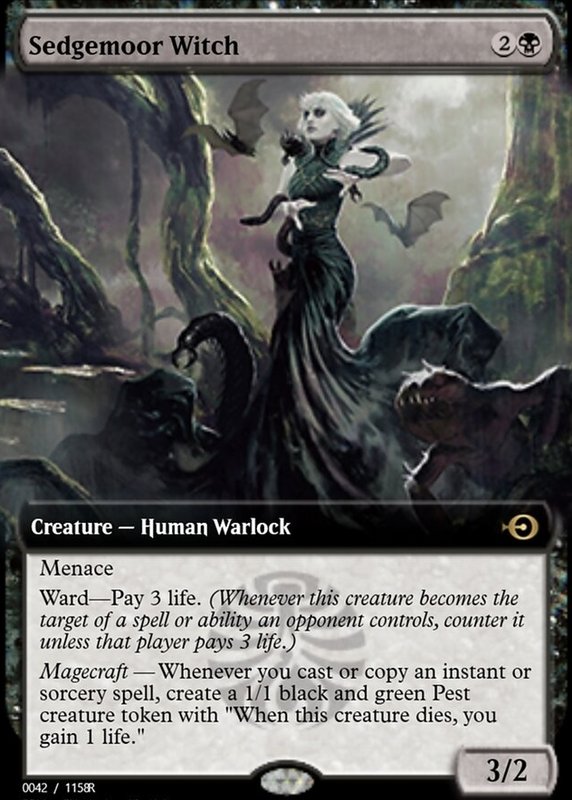 Sedgemoor Witch 2
Creature — Human Warlock
Menace
Ward—Pay 3 life. (Whenever this creature becomes the
target of a spell or ability an opponent controls, counter it
unless that player pays 3 life.)
Magecraft — Whenever you cast or copy an instant or
sorcery spell, create a 1/1 black and green Pest
creature token with "When this creature dies, you
gain 1 life."
3/2
0042 / 1158R